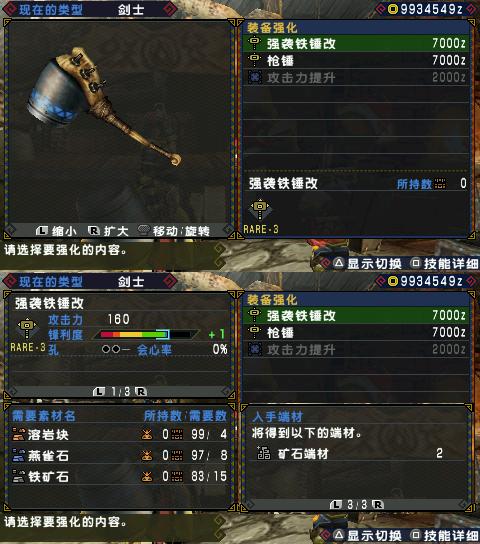 现在的类型 剑士
9934549z
装备强化
强袭铁锤改 7000z
枪锤 7000z
攻击力提升 2000z
强袭铁锤改 所持数 0
RARE-3
L 缩小 R 扩大 移动/旋转
请选择要强化的内容。
△显示切换 □技能详细
现在的类型 剑士
9934549z
强袭铁锤改
攻击力 160
锋利度 +1
RARE-3 孔 ○○— 会心率 0%
L 1/3 R
装备强化
强袭铁锤改 7000z
枪锤 7000z
攻击力提升 2000z
需要素材名 所持数/需要数
溶岩块 0 99/ 4
燕雀石 0 97/ 8
铁矿石 0 83/15
入手端材
将得到以下的端材。
矿石端材 2
L 3/3 R
请选择要强化的内容。
△显示切换 □技能详细